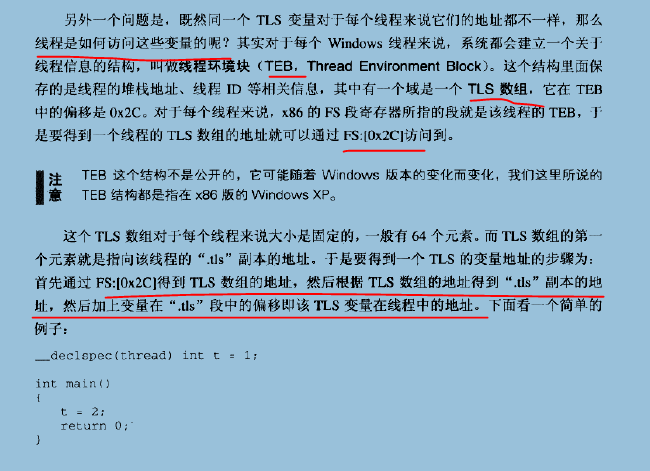 另外一个问题是，既然同一个 TLS 变量对于每个线程来说它们的地址都不一样，那么
线程是如何访问这些变量的呢？其实对于每个 Windows 线程来说，系统都会建立一个关于
线程信息的结构，叫做线程环境块（TEB，Thread Environment Block）。这个结构里面保
存的是线程的堆栈地址、线程 ID 等相关信息，其中有一个域是一个 TLS 数组，它在 TEB
中的偏移是 0x2C。对于每个线程来说，x86 的 FS 段寄存器所指的段就是该线程的 TEB，于
是要得到一个线程的 TLS 数组的地址就可以通过 FS:[0x2C]访问到。
注意
TEB 这个结构不是公开的，它可能随着 Windows 版本的变化而变化，我们这里所说的
TEB 结构都是指在 x86 版的 Windows XP。
这个 TLS 数组对于每个线程来说大小是固定的，一般有 64 个元素。而 TLS 数组的第一
个元素就是指向该线程的“.tls”副本的地址。于是要得到一个 TLS 的变量地址的步骤为：
首先通过 FS:[0x2C]得到 TLS 数组的地址，然后根据 TLS 数组的地址得到“.tls”副本的地
址，然后加上变量在“.tls”段中的偏移即该 TLS 变量在线程中的地址。下面看一个简单的
例子：
__declspec(thread) int t = 1;
int main()
{
t = 2;
return 0;
}